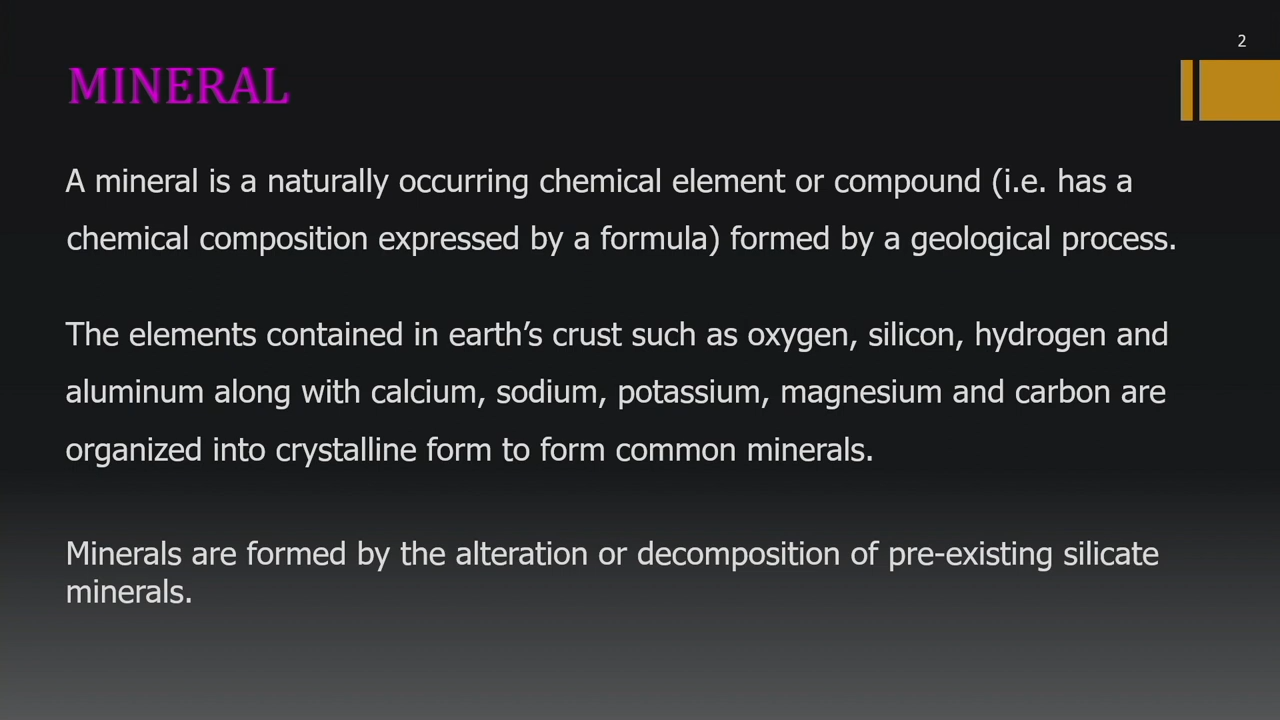 2
MINERAL
A mineral is a naturally occurring chemical element or compound (i.e. has a
chemical composition expressed by a formula) formed by a geological process.
The elements contained in earth’s crust such as oxygen, silicon, hydrogen and
aluminum along with calcium, sodium, potassium, magnesium and carbon are
organized into crystalline form to form common minerals.
Minerals are formed by the alteration or decomposition of pre-existing silicate
minerals.